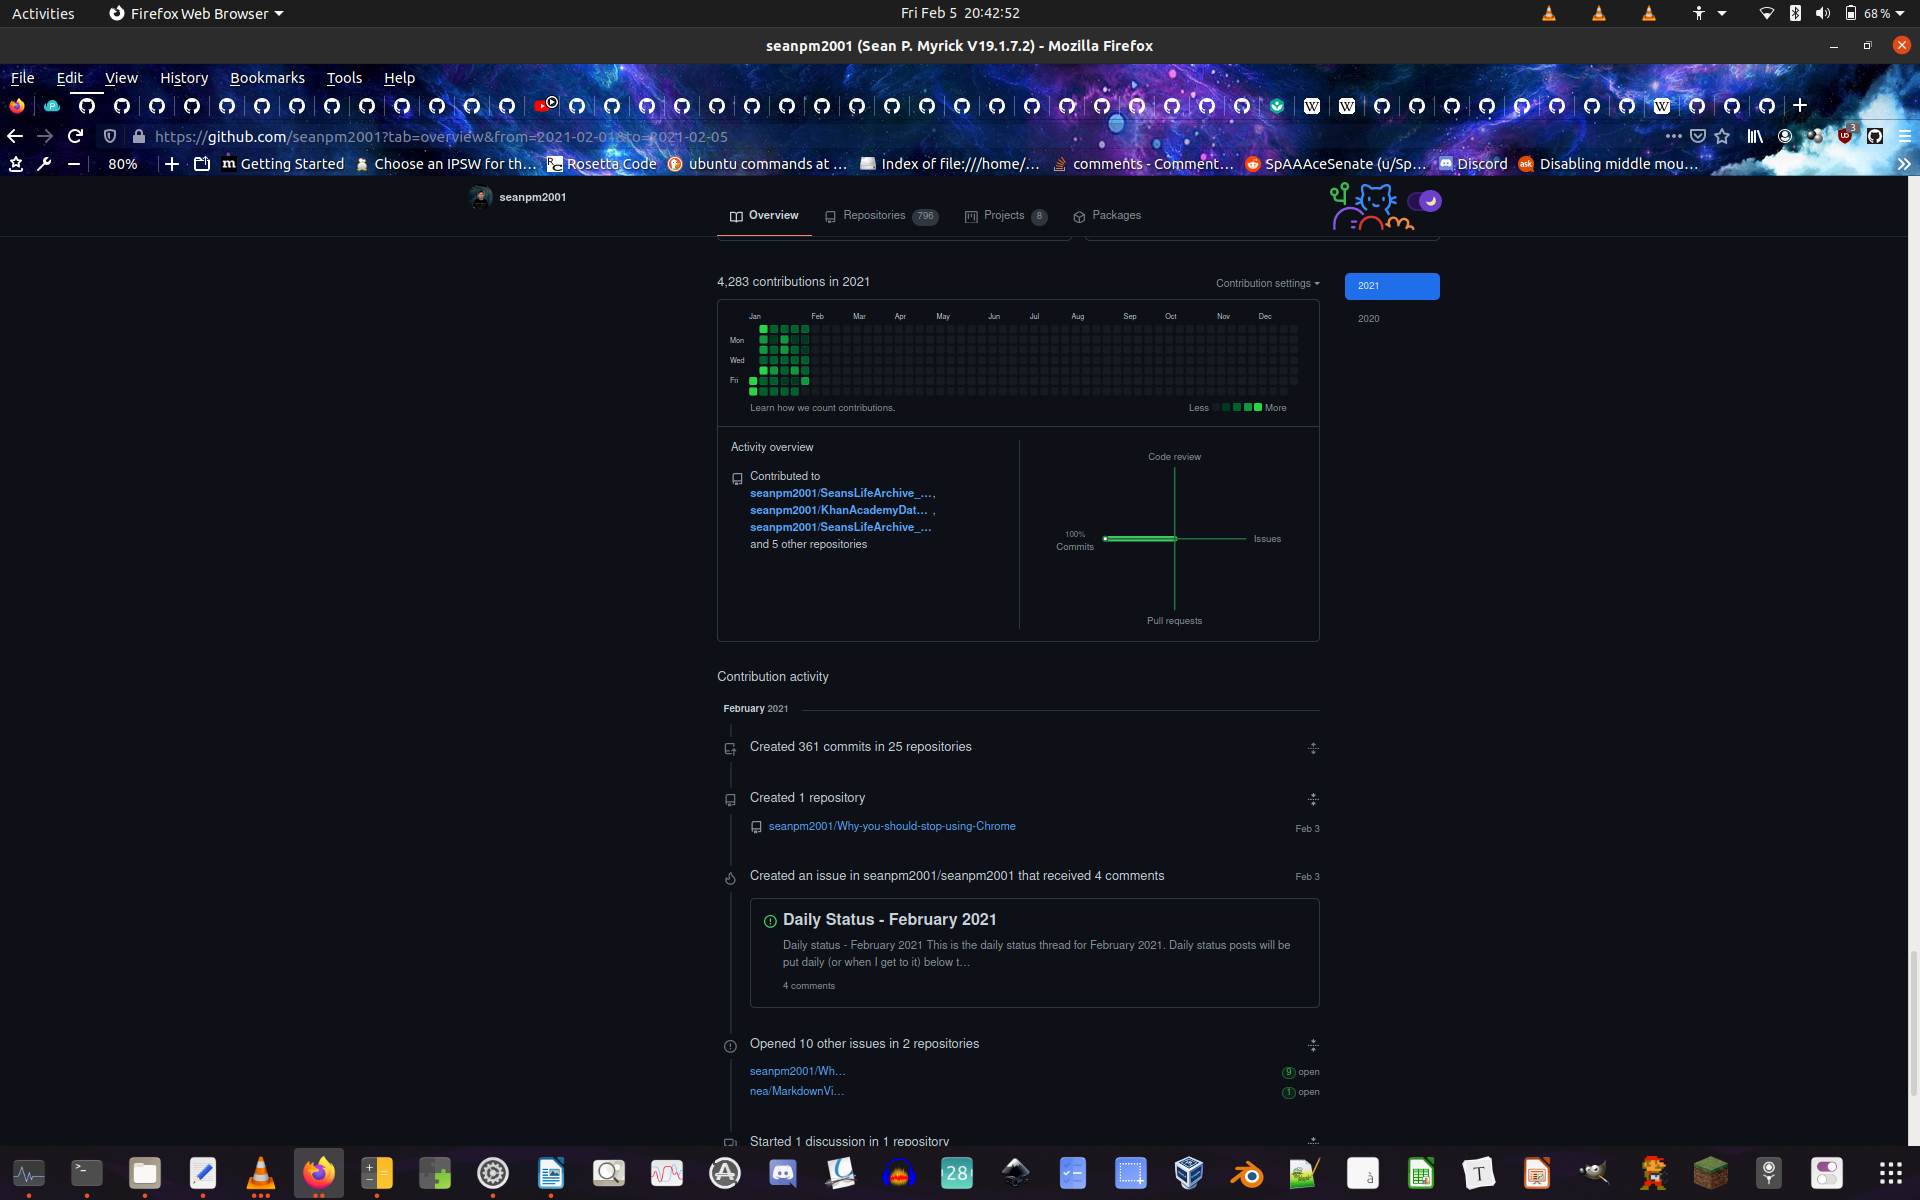 Activities
Firefox Web Browser
Fri Feb 5 20:42:52
68 %
seanpm2001 (Sean P. Myrick V19.1.7.2) - Mozilla Firefox
File Edit View History Bookmarks Tools Help
https://github.com/seanpm2001?tab=overview&from=2021-02-01&to=2021-02-05
3
80%
Getting Started
Choose an IPSW for th…
Rosetta Code
ubuntu commands at …
Index of file:///home/…
comments - Comment…
SpAAAceSenate (u/Sp…
Discord
Disabling middle mou…
seanpm2001
Overview
Repositories 796
Projects 8
Packages
4,283 contributions in 2021
Contribution settings
2021
2020
Jan Feb Mar Apr May Jun Jul Aug Sep Oct Nov Dec
Mon
Wed
Fri
Learn how we count contributions.
Less
More
Activity overview
Contributed to
seanpm2001/SeansLifeArchive_…,
seanpm2001/KhanAcademyDat… ,
seanpm2001/SeansLifeArchive_…
and 5 other repositories
Code review
100%
Commits
Issues
Pull requests
Contribution activity
February 2021
Created 361 commits in 25 repositories
Created 1 repository
seanpm2001/Why-you-should-stop-using-Chrome
Feb 3
Created an issue in seanpm2001/seanpm2001 that received 4 comments
Feb 3
Daily Status - February 2021
Daily status - February 2021 This is the daily status thread for February 2021. Daily status posts will be
put daily (or when I get to it) below t…
4 comments
Opened 10 other issues in 2 repositories
seanpm2001/Wh…
9 open
nea/MarkdownVi…
1 open
Started 1 discussion in 1 repository
28